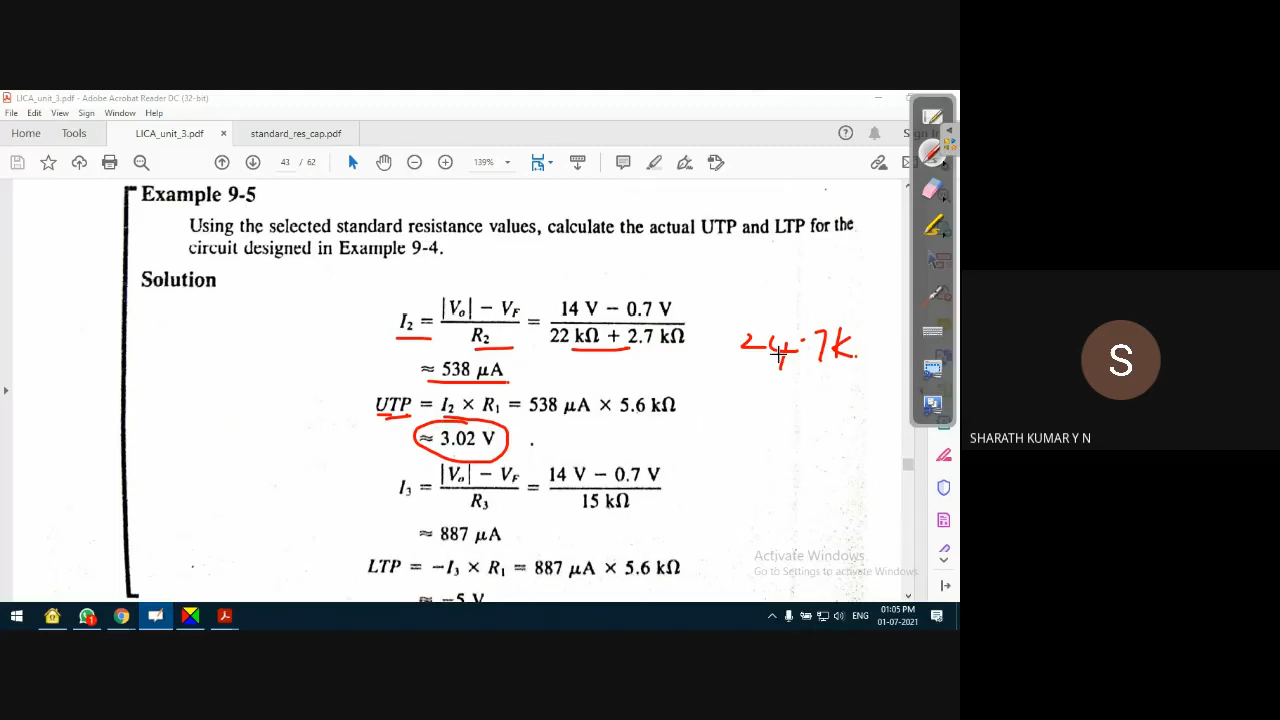 LICA_unit_3.pdf - Adobe Acrobat Reader DC (32-bit)
File Edit View Sign Window Help
Home Tools LICA_unit_3.pdf × standard_res_cap.pdf Sign In
43 / 62 139%
Example 9-5
Using the selected standard resistance values, calculate the actual UTP and LTP for the
circuit designed in Example 9-4.
Solution
I₂ = |Vₒ| − V_F / R₂ = 14 V − 0.7 V / 22 kΩ + 2.7 kΩ
24.7K.
≈ 538 μA
UTP = I₂ × R₁ = 538 μA × 5.6 kΩ
≈ 3.02 V .
I₃ = |Vₒ| − V_F / R₃ = 14 V − 0.7 V / 15 kΩ
≈ 887 μA
LTP = −I₃ × R₁ = 887 μA × 5.6 kΩ
≈ −5 V
Activate Windows
Go to Settings to activate Windows
S
SHARATH KUMAR Y N
ENG
01:05 PM
01-07-2021